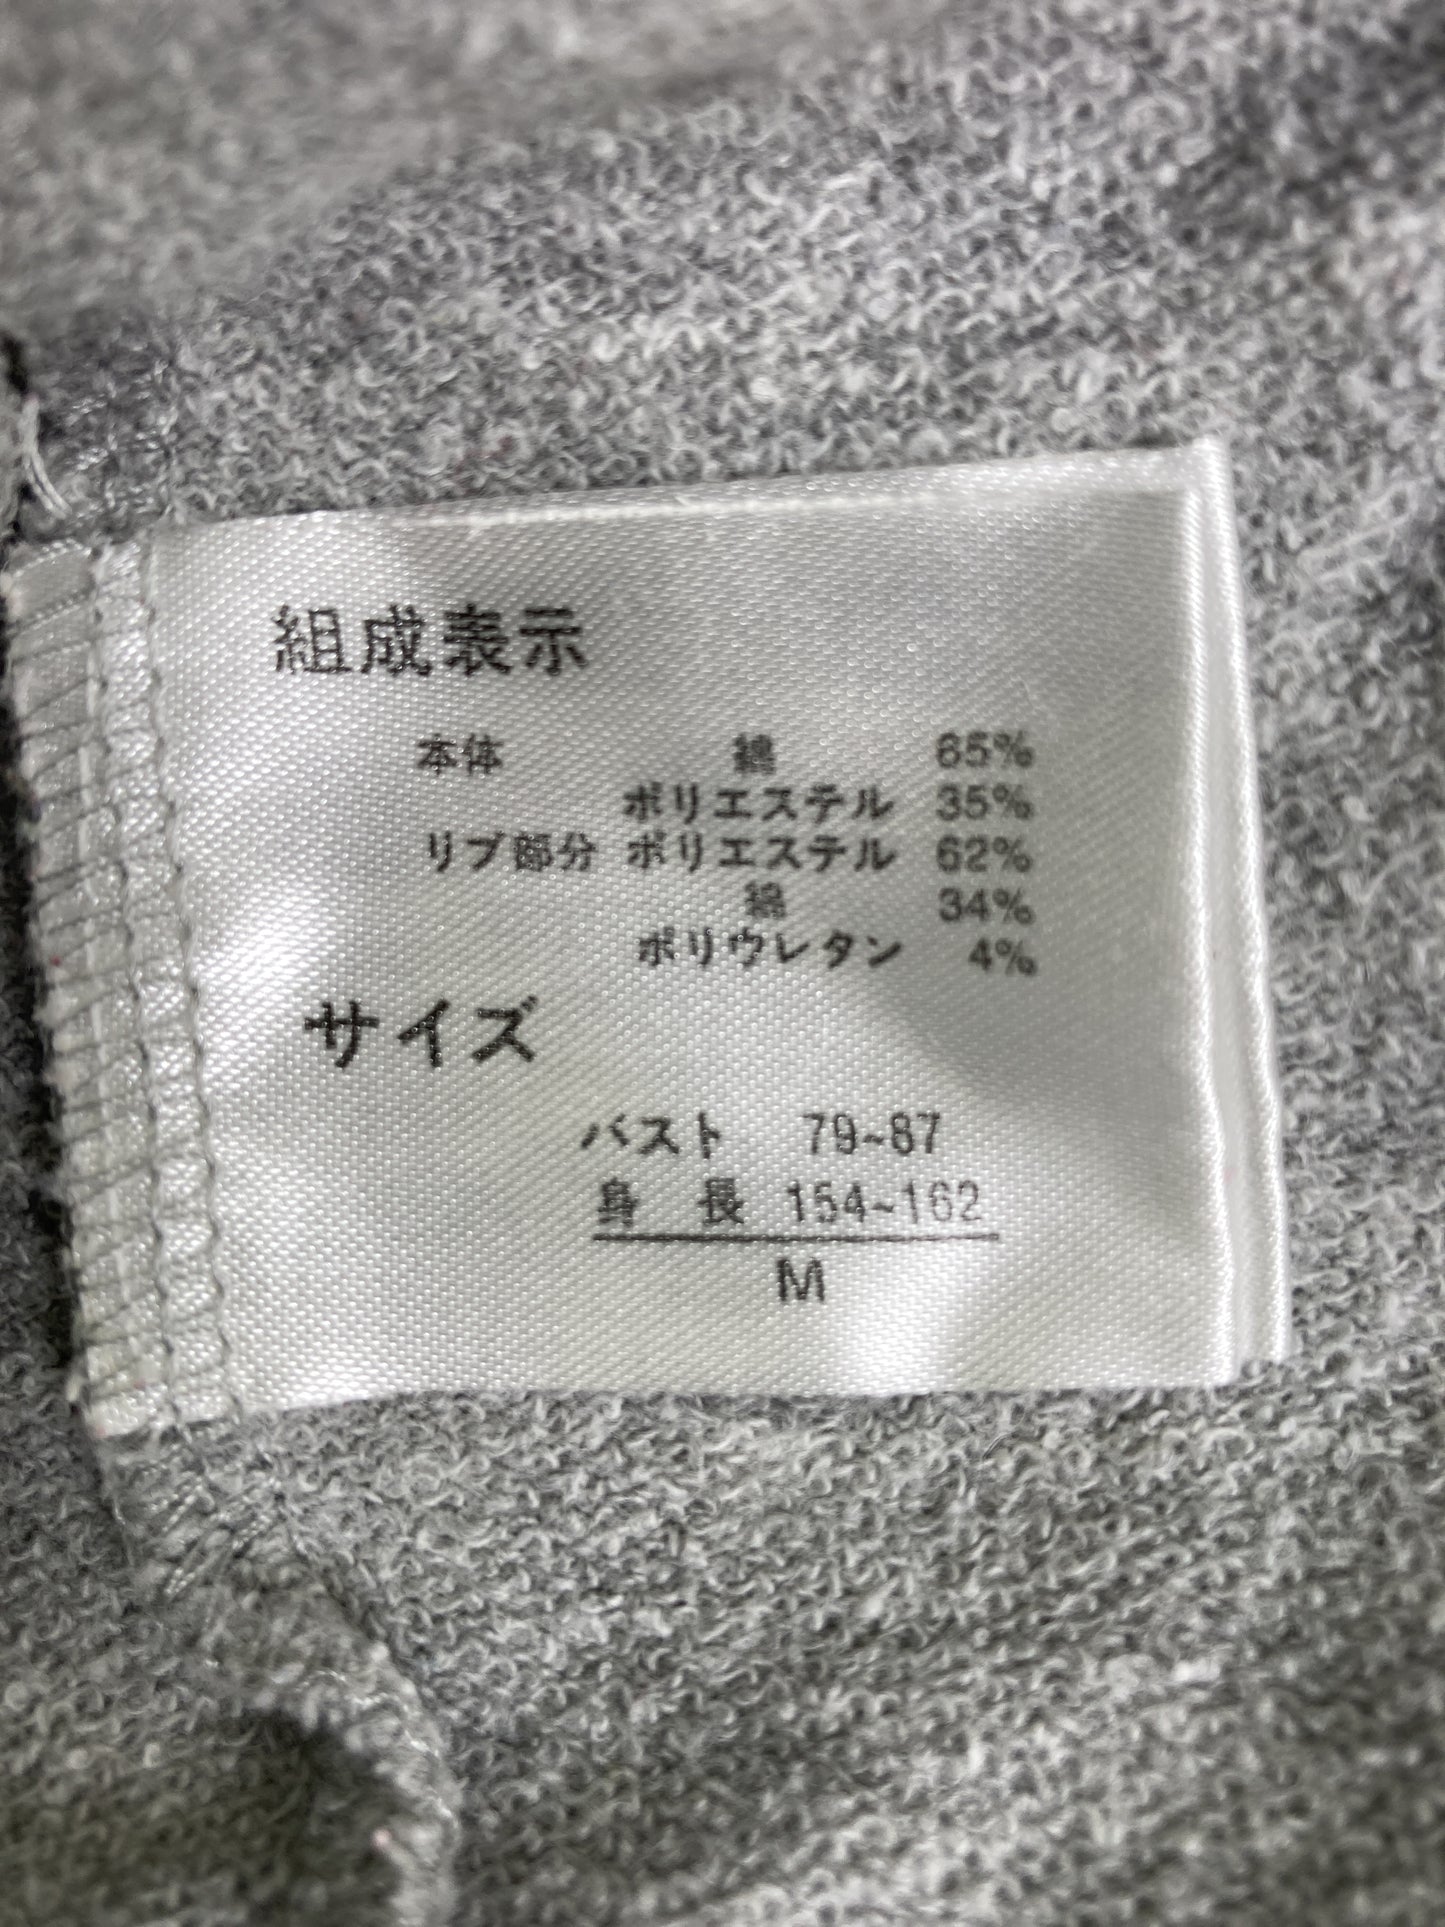 組成表示
本体 綿 65%
ポリエステル 35%
リブ部分 ポリエステル 62%
綿 34%
ポリウレタン 4%
サイズ
バスト 79~87
身長 154~162
M